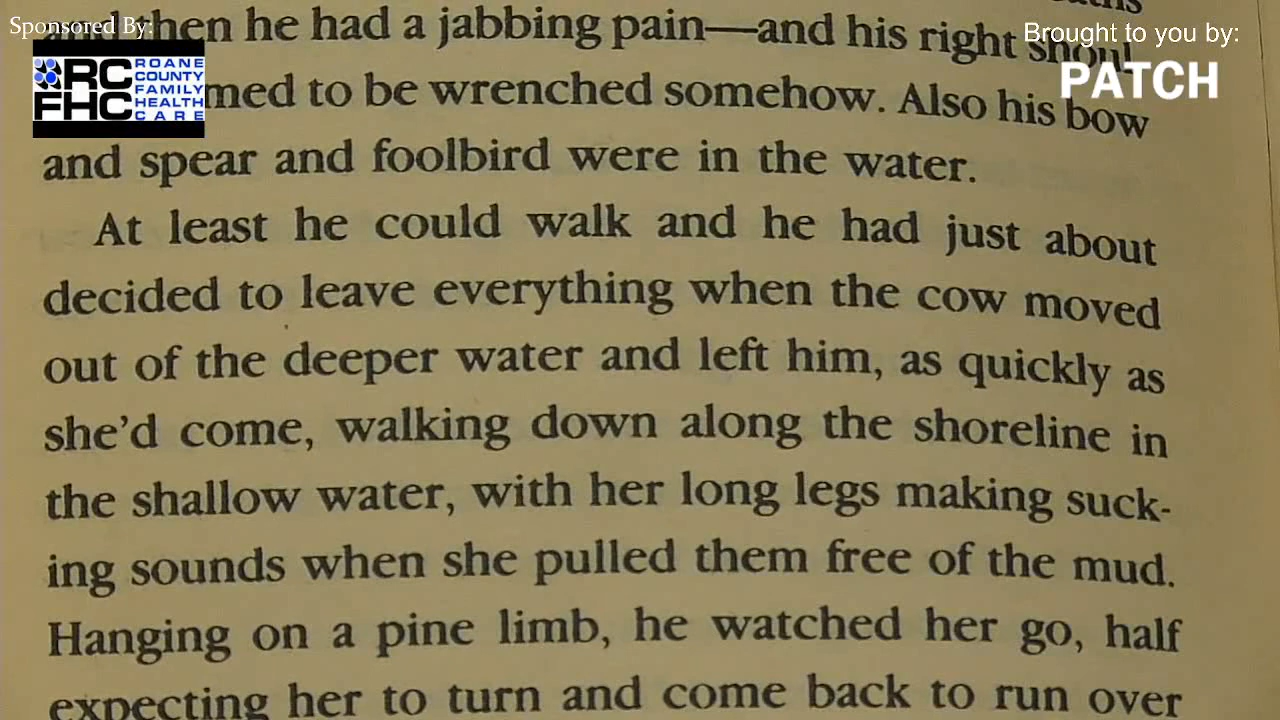 Sponsored By:
Brought to you by:
PATCH
RC FHC
ROANE
COUNTY
FAMILY
HEALTH
CARE
then he had a jabbing pain—and his right
med to be wrenched somehow. Also his bow
and spear and foolbird were in the water.
At least he could walk and he had just about
decided to leave everything when the cow moved
out of the deeper water and left him, as quickly as
she'd come, walking down along the shoreline in
the shallow water, with her long legs making suck-
ing sounds when she pulled them free of the mud.
Hanging on a pine limb, he watched her go, half
expecting her to turn and come back to run over